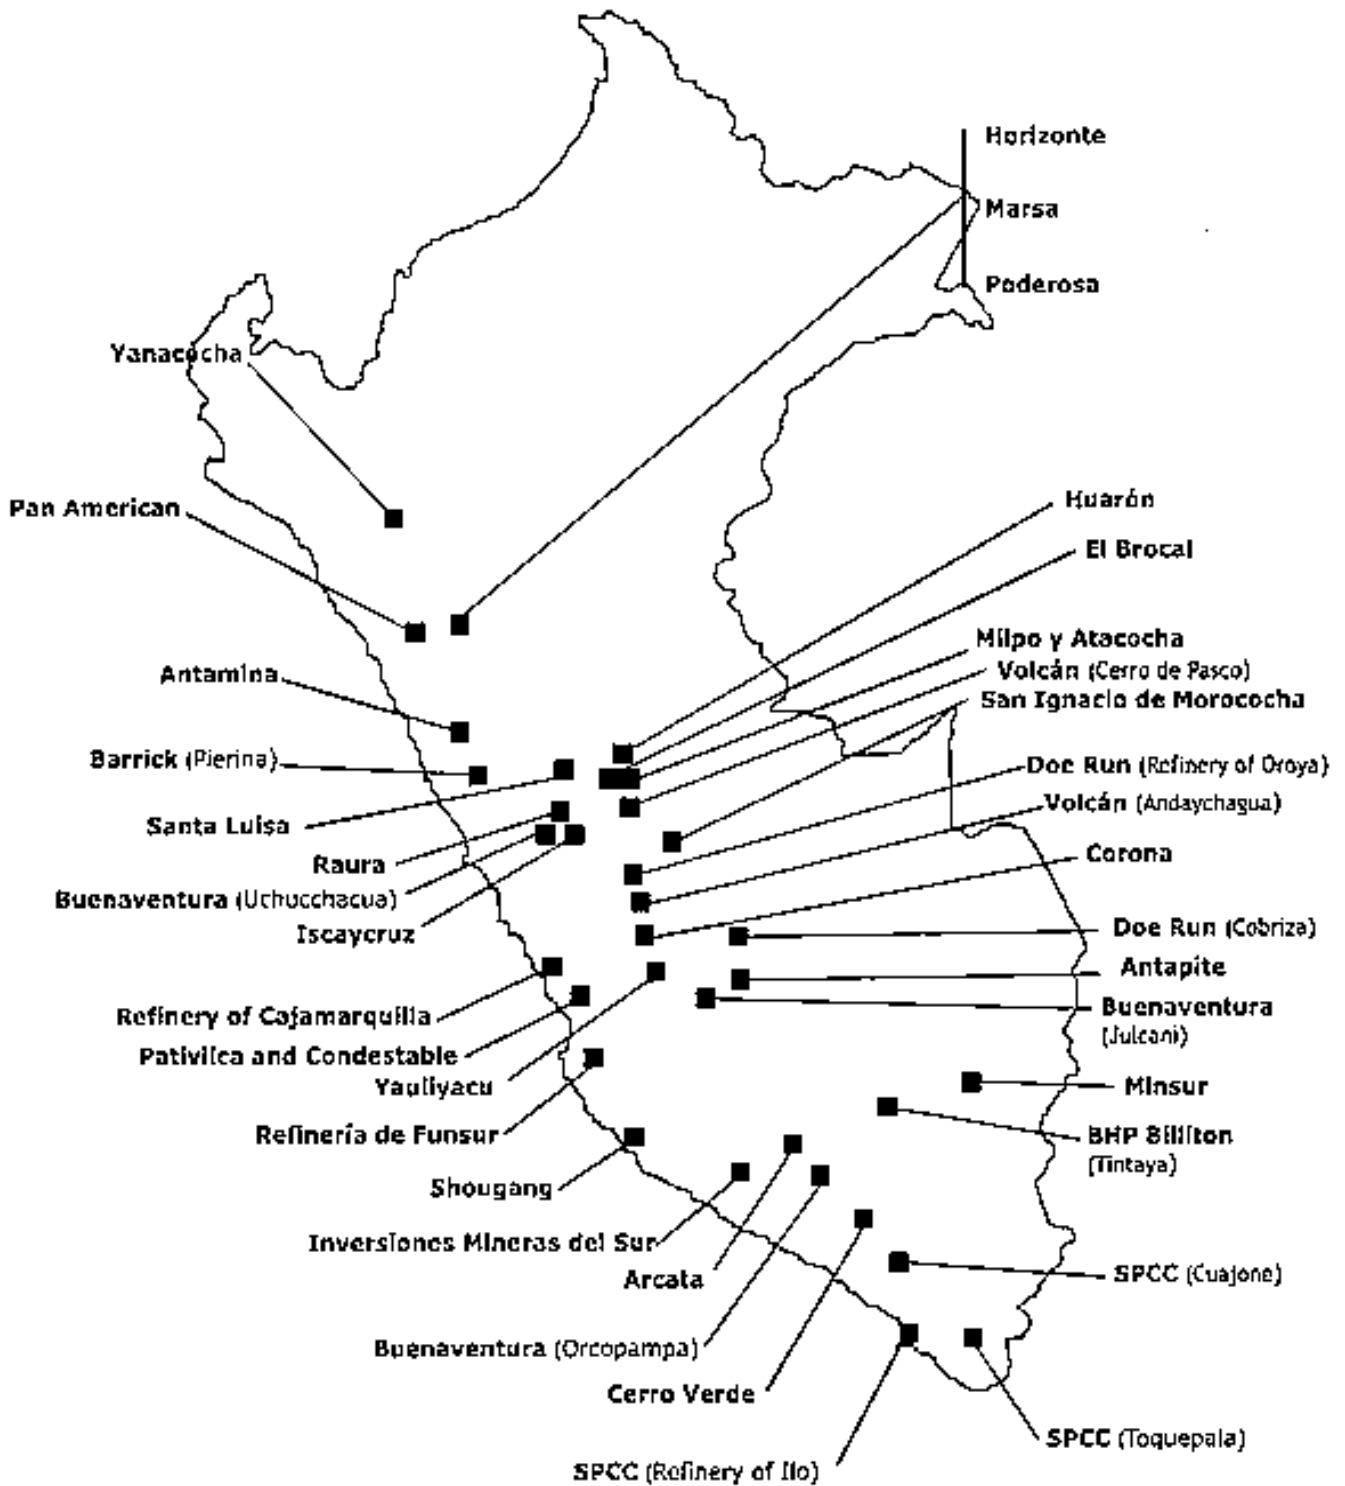 Horizonte
Marsa
Poderosa
Yanacocha
Pan American
Huarón
El Brocal
Milpo y Atacocha
Volcán (Cerro de Pasco)
San Ignacio de Morococha
Antamina
Barrick (Pierina)
Doe Run (Refinery of Oroya)
Volcán (Andaychagua)
Santa Luisa
Corona
Raura
Buenaventura (Uchucchacua)
Iscaycruz
Doe Run (Cobriza)
Antapite
Buenaventura
(Julcani)
Refinery of Cajamarquilla
Pativilca and Condestable
Yauliyacu
Minsur
Refinería de Funsur
BHP Billiton
(Tintaya)
Shougang
Inversiones Mineras del Sur
Arcata
SPCC (Cuajone)
Buenaventura (Orcopampa)
Cerro Verde
SPCC (Toquepala)
SPCC (Refinery of Ilo)